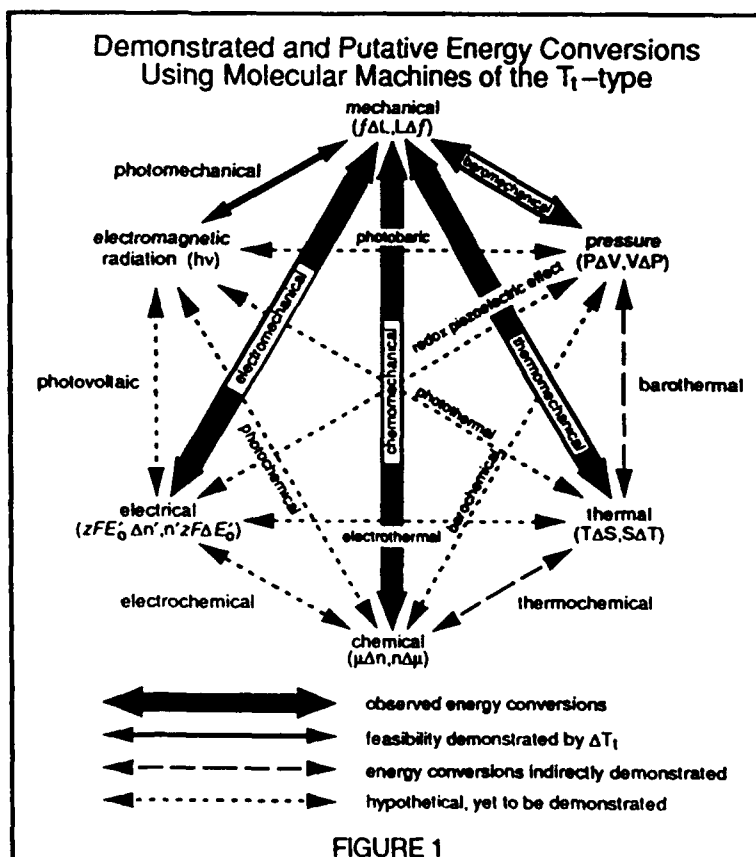 Demonstrated and Putative Energy Conversions
Using Molecular Machines of the Tt–type
mechanical
(fΔL,LΔf)
photomechanical
baromechanical
electromagnetic
radiation (hν)
photobaric
pressure
(PΔV,VΔP)
redox piezoelectric effect
electromechanical
chemomechanical
thermomechanical
photovoltaic
barothermal
photothermal
photochemical
barochemical
electrical
(zFE′₀ Δn′,n′zFΔE′₀)
thermal
(TΔS,SΔT)
electrothermal
electrochemical
thermochemical
chemical
(μΔn,nΔμ)
observed energy conversions
feasibility demonstrated by ΔTt
energy conversions indirectly demonstrated
hypothetical, yet to be demonstrated
FIGURE 1